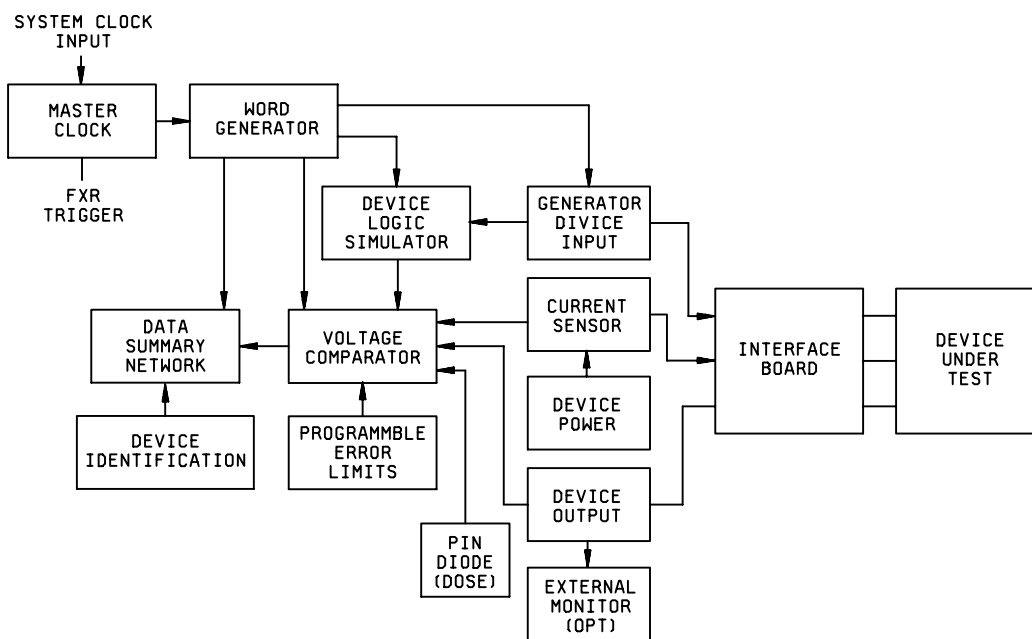 SYSTEM CLOCK
INPUT
MASTER
CLOCK
WORD
GENERATOR
FXR
TRIGGER
DEVICE
LOGIC
SIMULATOR
GENERATOR
DIVICE
INPUT
DATA
SUMMARY
NETWORK
VOLTAGE
COMPARATOR
CURRENT
SENSOR
INTERFACE
BOARD
DEVICE
UNDER
TEST
DEVICE
IDENTIFICATION
PROGRAMMBLE
ERROR
LIMITS
DEVICE
POWER
DEVICE
OUTPUT
PIN
DIODE
(DOSE)
EXTERNAL
MONITOR
(OPT)